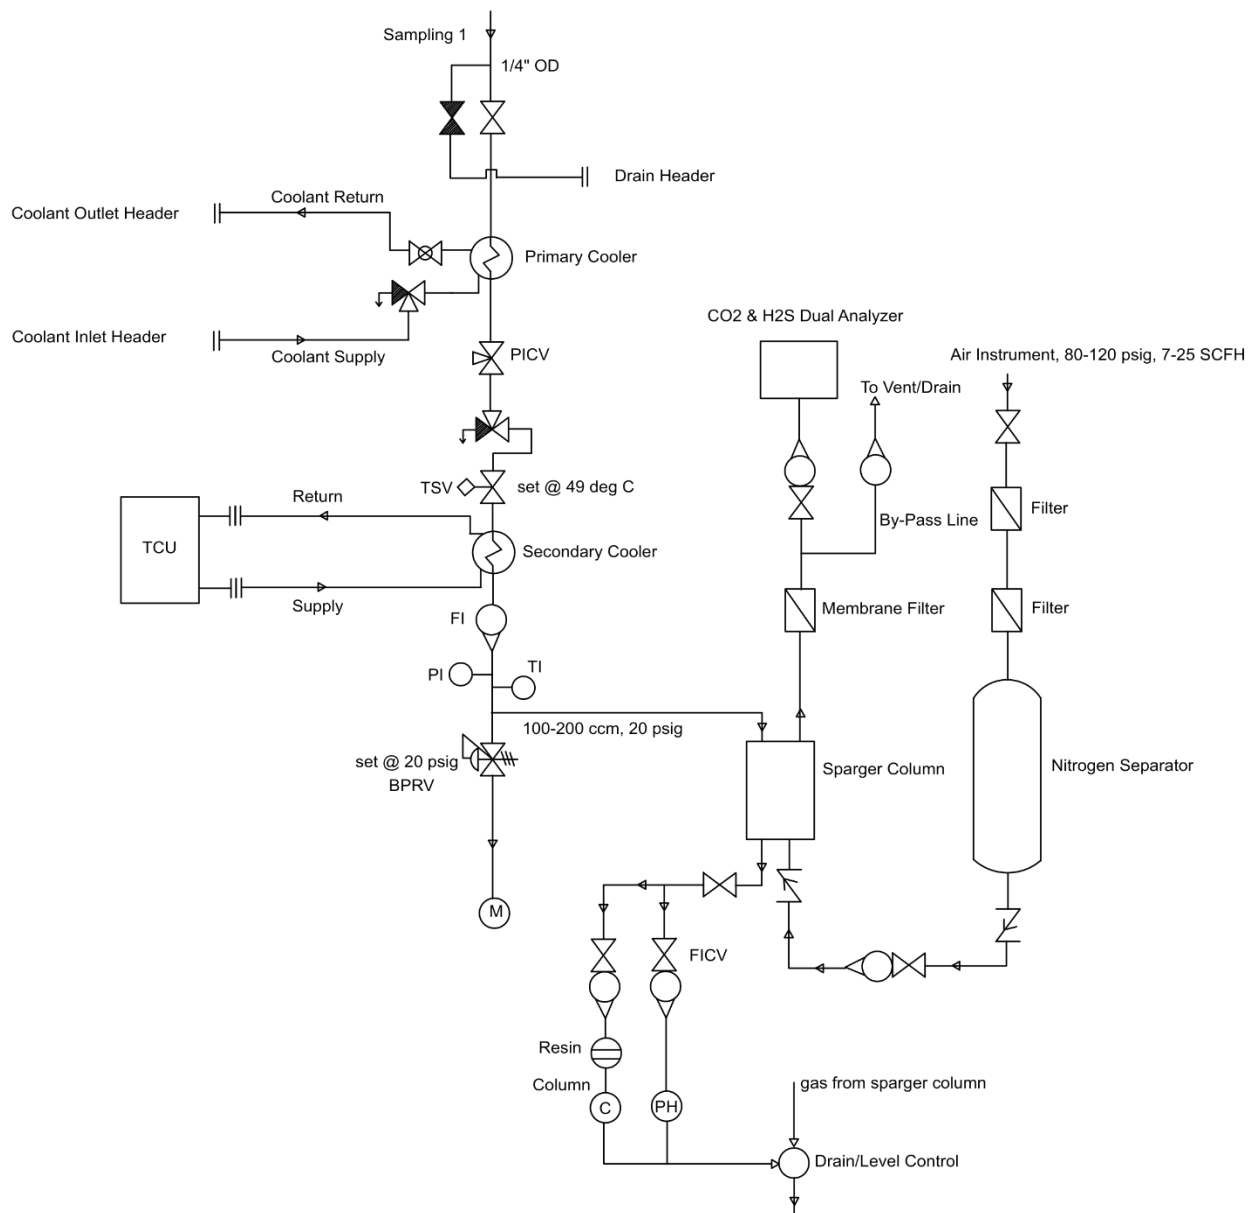 Sampling 1
1/4" OD
Drain Header
Coolant Return
Coolant Outlet Header
Primary Cooler
Coolant Inlet Header
Coolant Supply
PICV
CO2 & H2S Dual Analyzer
Air Instrument, 80-120 psig, 7-25 SCFH
To Vent/Drain
TSV
set @ 49 deg C
Return
By-Pass Line
Filter
TCU
Secondary Cooler
Supply
FI
Membrane Filter
Filter
PI
TI
100-200 ccm, 20 psig
set @ 20 psig
BPRV
Sparger Column
Nitrogen Separator
M
FICV
Resin
Column
C
PH
gas from sparger column
Drain/Level Control